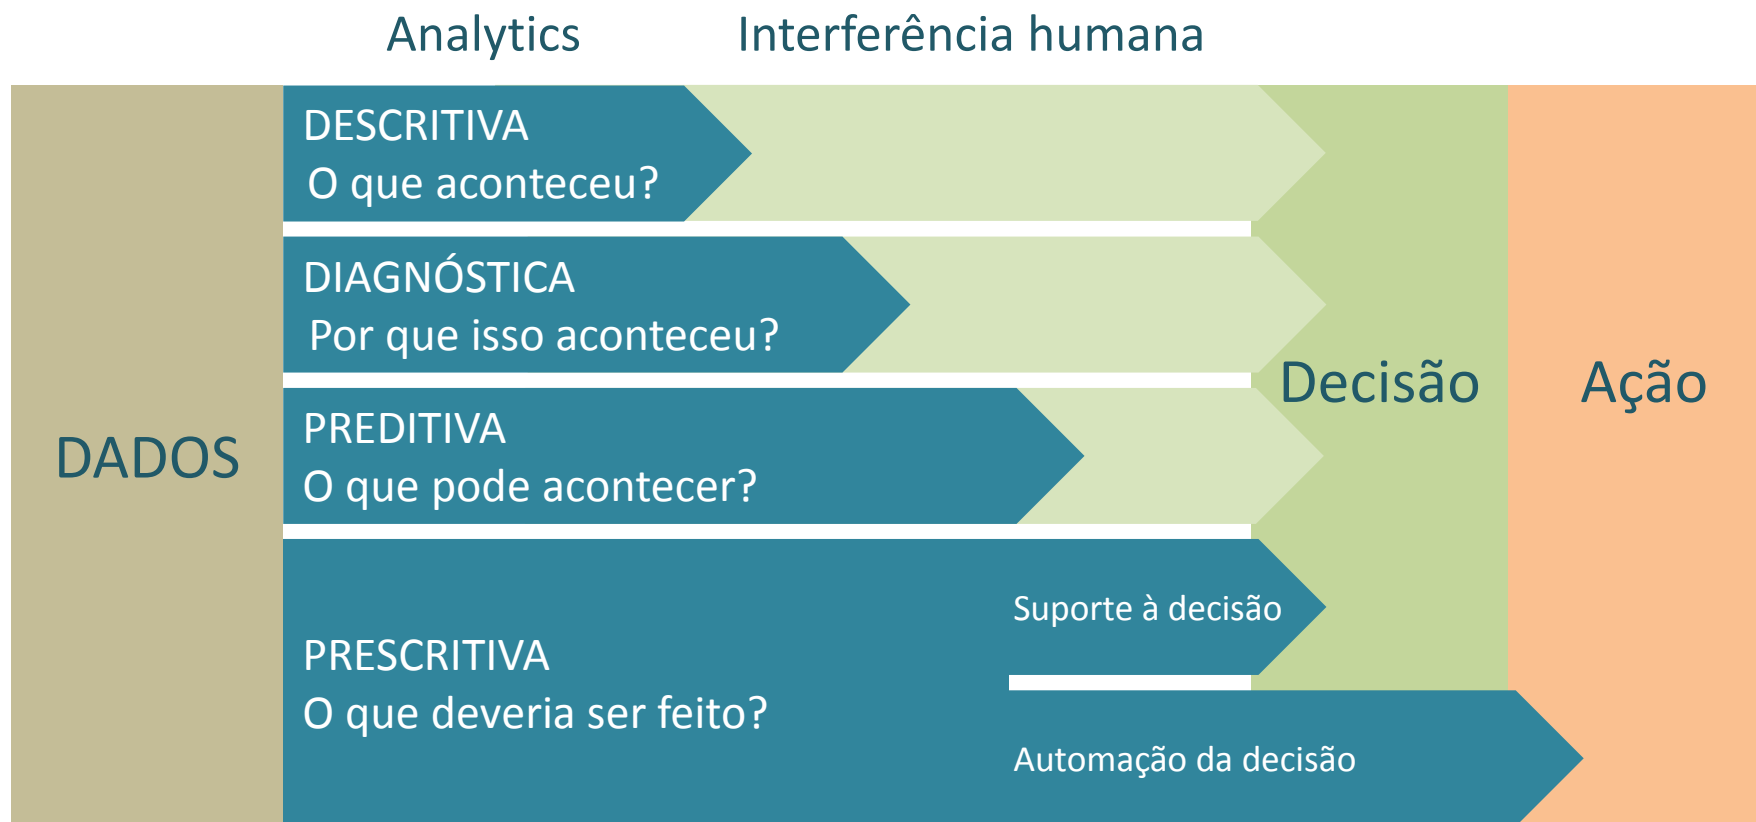 Analytics
Interferência humana
DADOS
DESCRITIVA
O que aconteceu?
DIAGNÓSTICA
Por que isso aconteceu?
PREDITIVA
O que pode acontecer?
PRESCRITIVA
O que deveria ser feito?
Suporte à decisão
Automação da decisão
Decisão
Ação